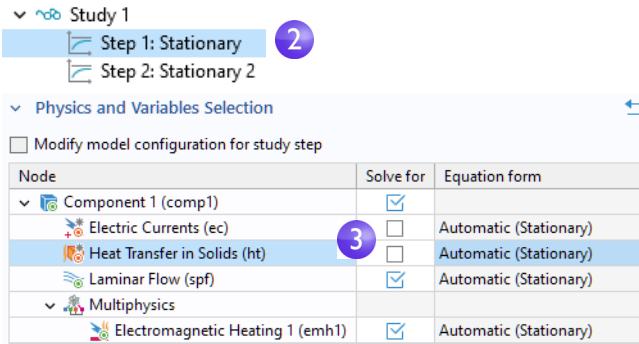 Study 1
Step 1: Stationary
2
Step 2: Stationary 2
Physics and Variables Selection
Modify model configuration for study step
Node Solve for Equation form
Component 1 (comp1)
Electric Currents (ec) Automatic (Stationary)
3
Heat Transfer in Solids (ht) Automatic (Stationary)
Laminar Flow (spf) Automatic (Stationary)
Multiphysics
Electromagnetic Heating 1 (emh1) Automatic (Stationary)